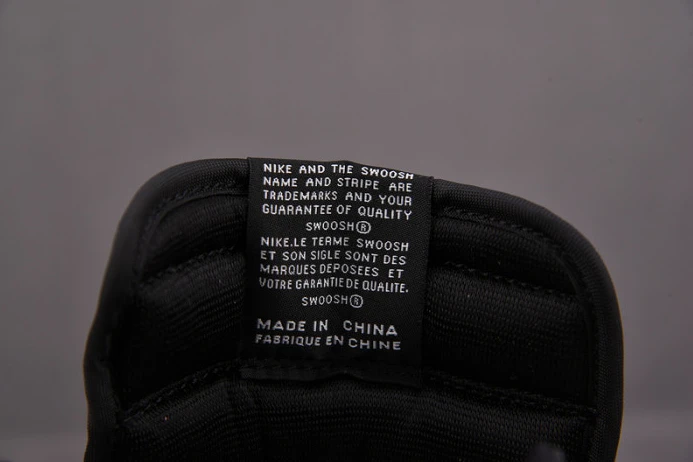 NIKE AND THE SWOOSH
NAME AND STRIPE ARE
TRADEMARKS AND YOUR
GUARANTEE OF QUALITY
SWOOSH®
NIKE.LE TERME SWOOSH
ET SON SIGLE SONT DES
MARQUES DEPOSEES ET
VOTRE GARANTIE DE QUALITE.
SWOOSH®
MADE IN CHINA
FABRIQUE EN CHINE